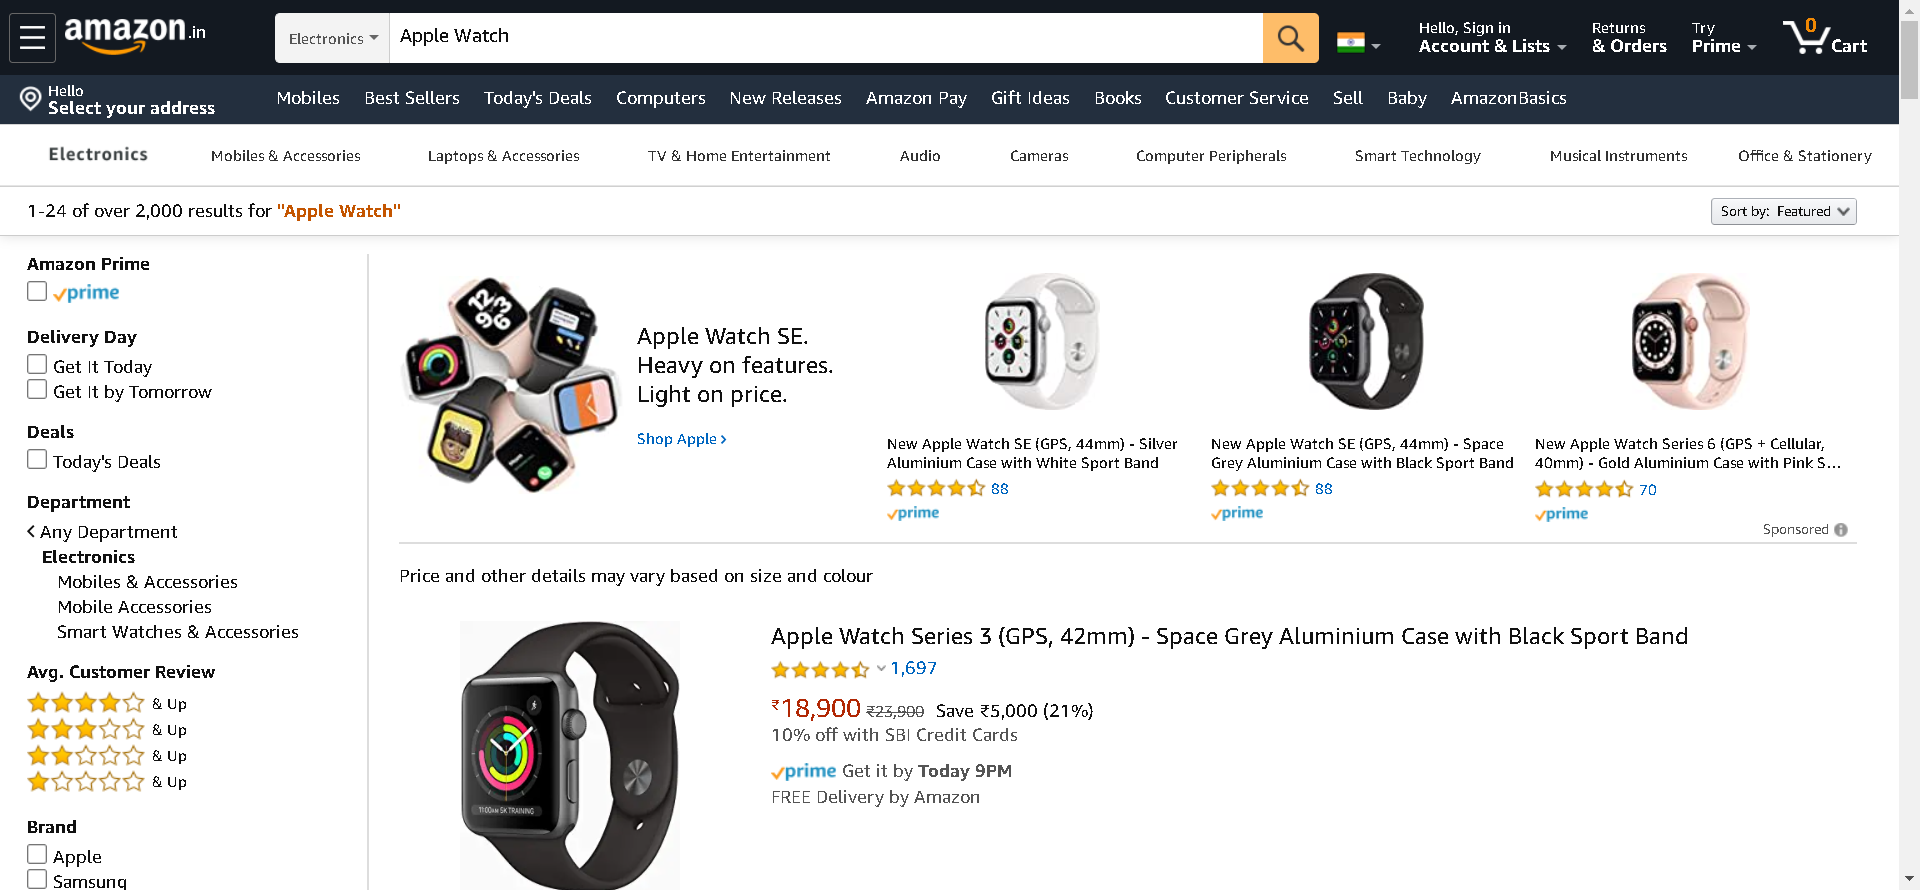 amazon.in
Electronics
Apple Watch
Hello, Sign in
Account & Lists
Returns
& Orders
Try
Prime
0
Cart
Hello
Select your address
Mobiles
Best Sellers
Today's Deals
Computers
New Releases
Amazon Pay
Gift Ideas
Books
Customer Service
Sell
Baby
AmazonBasics
Electronics
Mobiles & Accessories
Laptops & Accessories
TV & Home Entertainment
Audio
Cameras
Computer Peripherals
Smart Technology
Musical Instruments
Office & Stationery
1-24 of over 2,000 results for "Apple Watch"
Sort by: Featured
Amazon Prime
prime
Delivery Day
Get It Today
Get It by Tomorrow
Deals
Today's Deals
Department
Any Department
Electronics
Mobiles & Accessories
Mobile Accessories
Smart Watches & Accessories
Avg. Customer Review
& Up
& Up
& Up
& Up
Brand
Apple
Samsung
Apple Watch SE.
Heavy on features.
Light on price.
Shop Apple ›
New Apple Watch SE (GPS, 44mm) - Silver
Aluminium Case with White Sport Band
88
prime
New Apple Watch SE (GPS, 44mm) - Space
Grey Aluminium Case with Black Sport Band
88
prime
New Apple Watch Series 6 (GPS + Cellular,
40mm) - Gold Aluminium Case with Pink S...
70
prime
Sponsored
Price and other details may vary based on size and colour
Apple Watch Series 3 (GPS, 42mm) - Space Grey Aluminium Case with Black Sport Band
1,697
₹18,900 ₹23,900 Save ₹5,000 (21%)
10% off with SBI Credit Cards
prime Get it by Today 9PM
FREE Delivery by Amazon
11:00AM 5K TRAINING